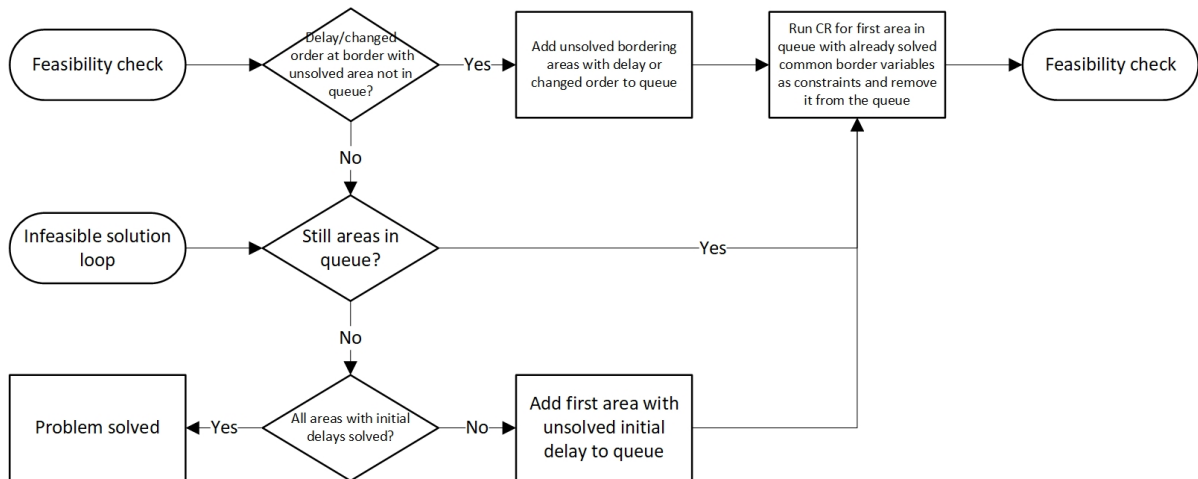 Feasibility check
Delay/changed
order at border with
unsolved area not in
queue?
Yes
Add unsolved bordering
areas with delay or
changed order to queue
Run CR for first area in
queue with already solved
common border variables
as constraints and remove
it from the queue
Feasibility check
No
Infeasible solution
loop
Still areas in
queue?
Yes
No
Problem solved
Yes
All areas with initial
delays solved?
No
Add first area with
unsolved initial
delay to queue